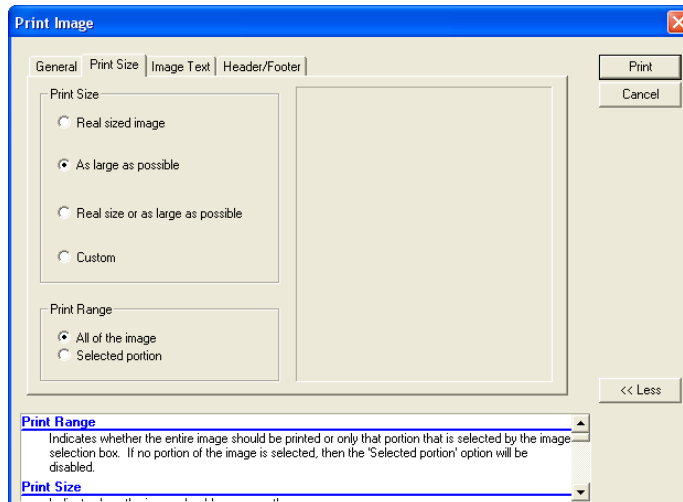 Print Image
General Print Size Image Text Header/Footer
Print
Cancel
Print Size
Real sized image
As large as possible
Real size or as large as possible
Custom
Print Range
All of the image
Selected portion
<< Less
Print Range
Indicates whether the entire image should be printed or only that portion that is selected by the image
selection box. If no portion of the image is selected, then the 'Selected portion' option will be
disabled.
Print Size